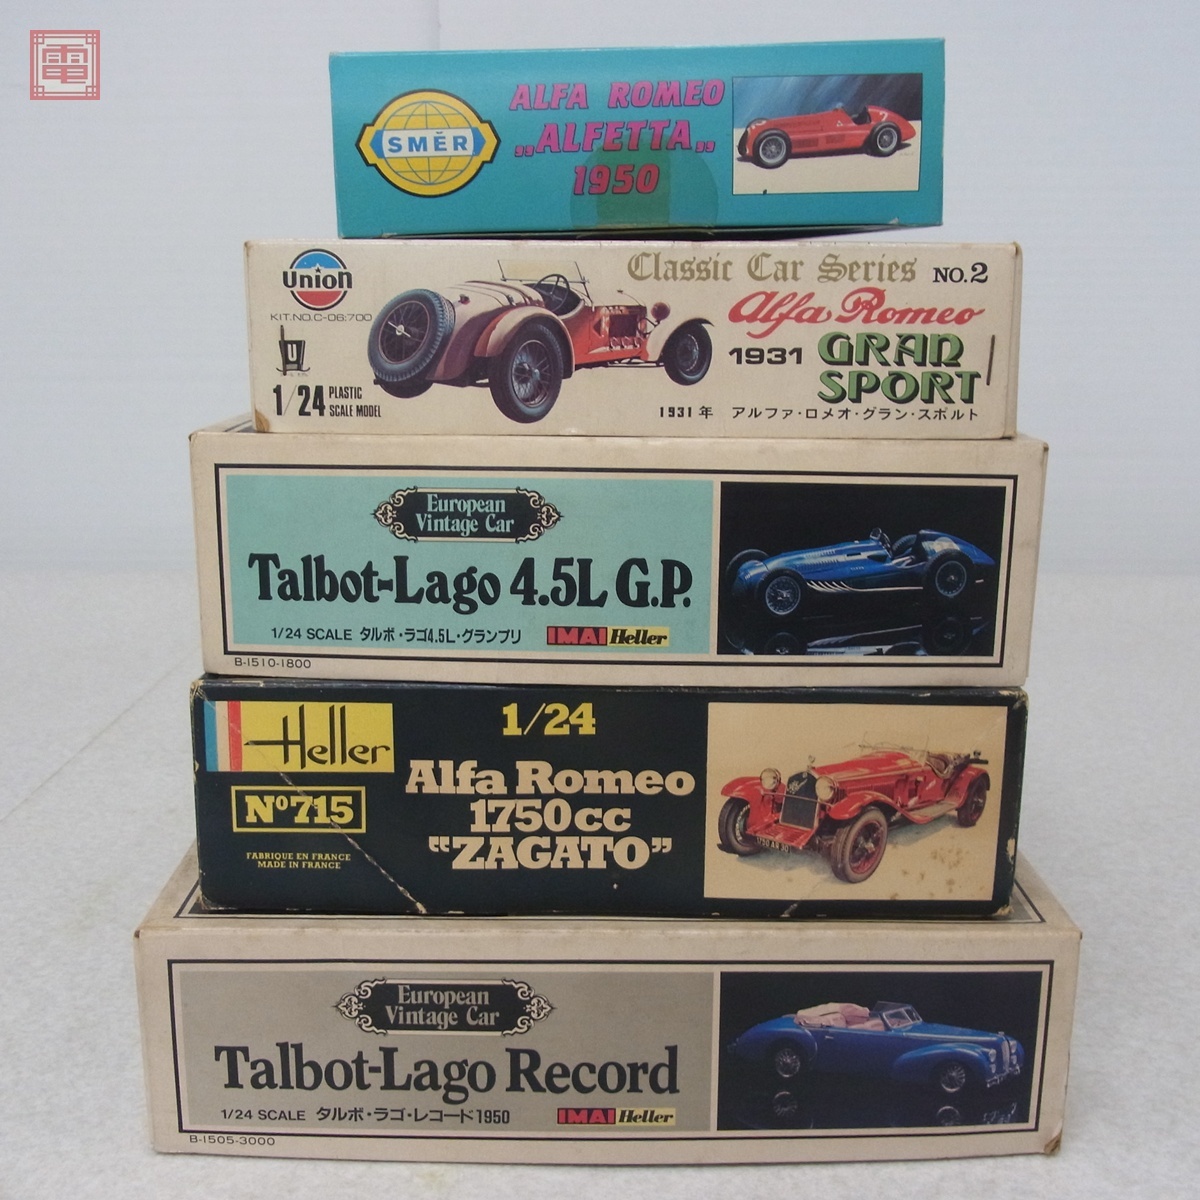 電
SMĚR
ALFA ROMEO
„ALFETTA„
1950
Union
KIT.NO.C-06:700
U
1/24 PLASTIC
SCALE MODEL
Classic Car Series NO.2
Alfa Romeo
1931 GRAN
SPORT
1931年 アルファ・ロメオ・グラン・スポルト
European
Vintage Car
Talbot-Lago 4.5L G.P.
1/24 SCALE タルボ・ラゴ4.5L・グランプリ IMAI Heller
B-1510-1800
Heller
Nº715
FABRIQUE EN FRANCE
MADE IN FRANCE
1/24
Alfa Romeo
1750cc
“ZAGATO”
European
Vintage Car
Talbot-Lago Record
1/24 SCALE タルボ・ラゴ・レコード1950 IMAI Heller
B-1505-3000